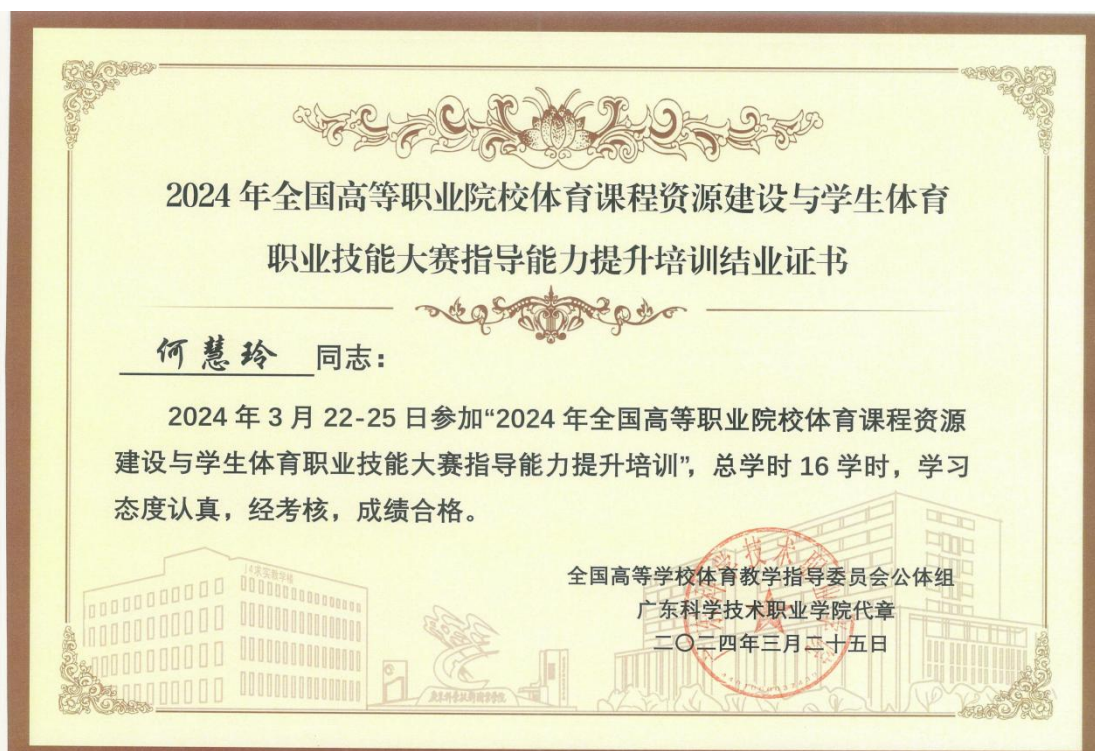 2024 年全国高等职业院校体育课程资源建设与学生体育
职业技能大赛指导能力提升培训结业证书
何慧玲 同志：
2024 年 3 月 22-25 日参加“2024 年全国高等职业院校体育课程资源
建设与学生体育职业技能大赛指导能力提升培训”，总学时 16 学时，学习
态度认真，经考核，成绩合格。
全国高等学校体育教学指导委员会公体组
广东科学技术职业学院代章
二〇二四年三月二十五日